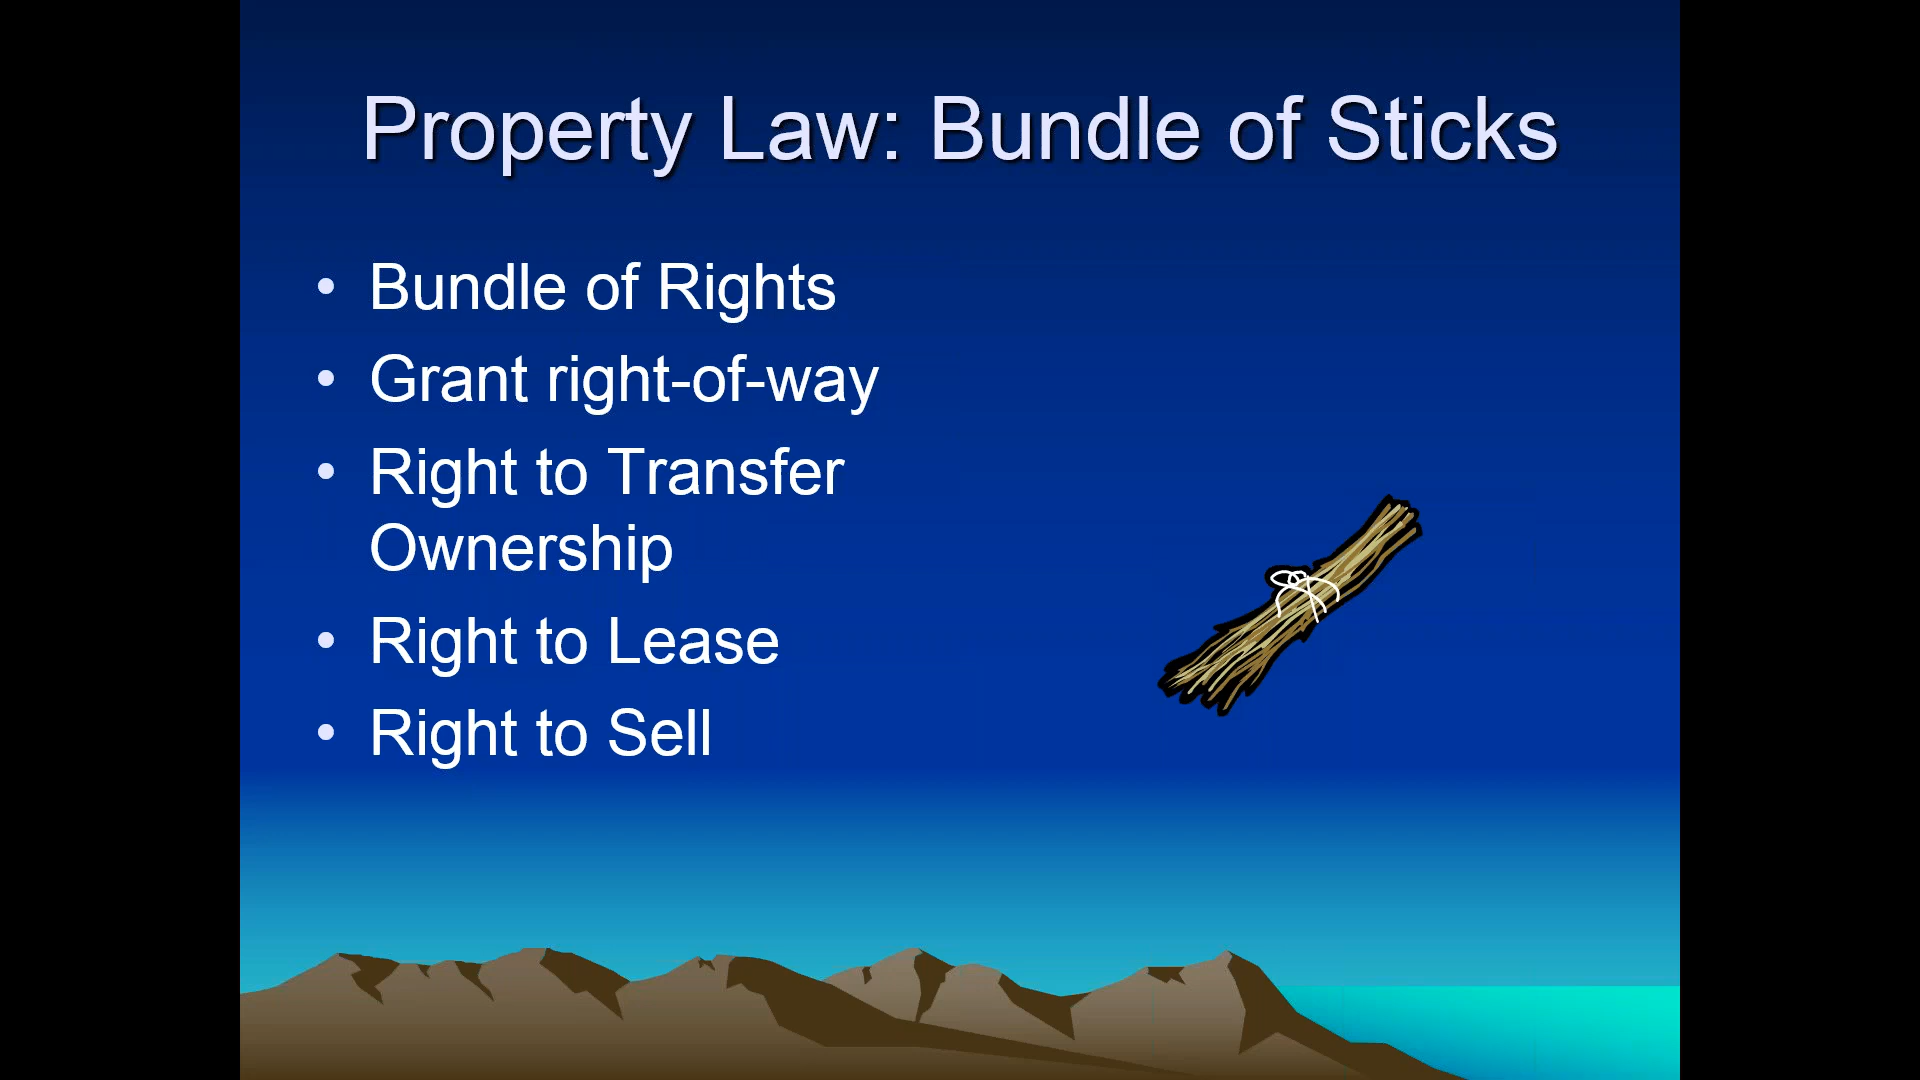 Property Law: Bundle of Sticks
• Bundle of Rights
• Grant right-of-way
• Right to Transfer
Ownership
• Right to Lease
• Right to Sell